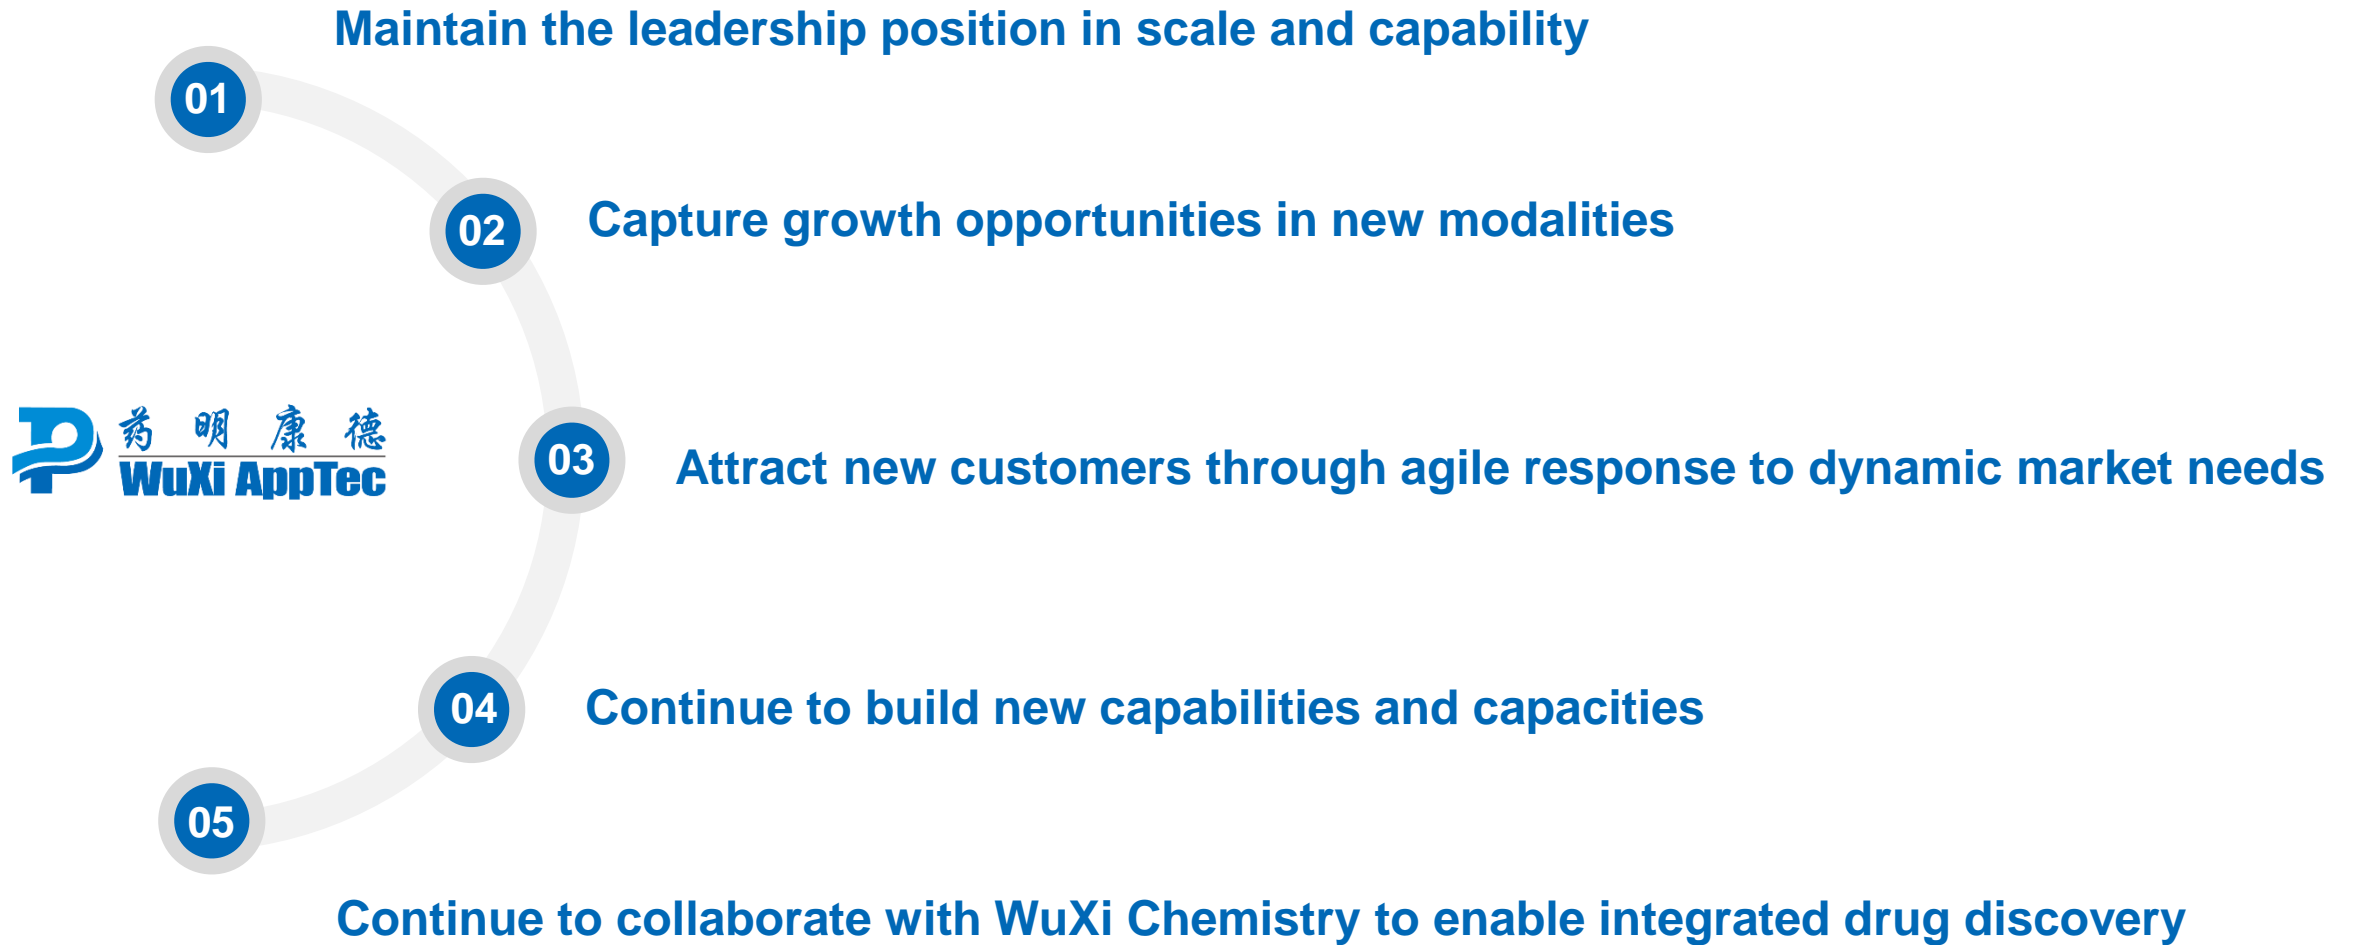 Maintain the leadership position in scale and capability
01
02
Capture growth opportunities in new modalities
药明康德
WuXi AppTec
03
Attract new customers through agile response to dynamic market needs
04
Continue to build new capabilities and capacities
05
Continue to collaborate with WuXi Chemistry to enable integrated drug discovery